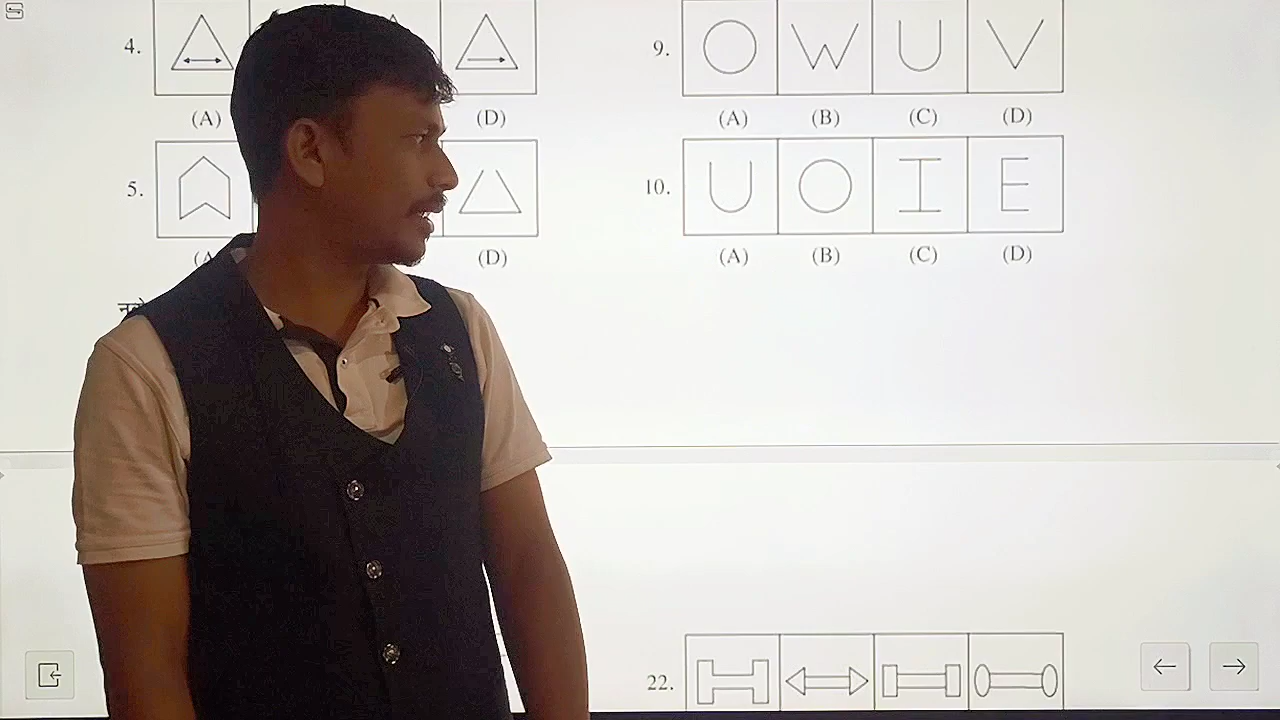 4.
(A) (D)
5.
(D)
9.
O W U V
(A) (B) (C) (D)
10.
U O I E
(A) (B) (C) (D)
22.